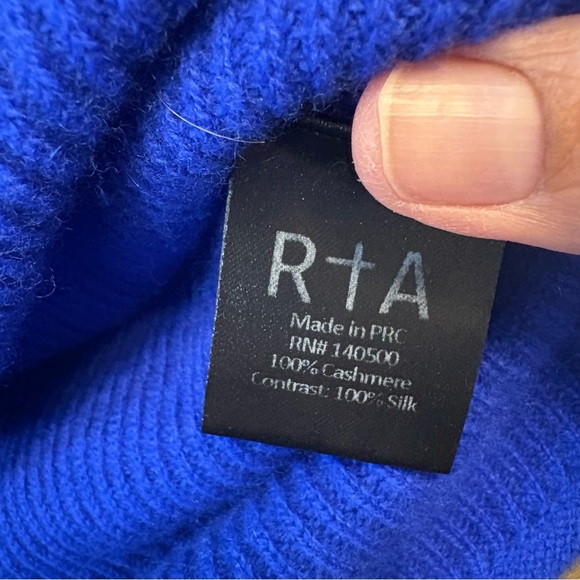 R†A
Made in PRC
RN# 140500
100% Cashmere
Contrast: 100% Silk